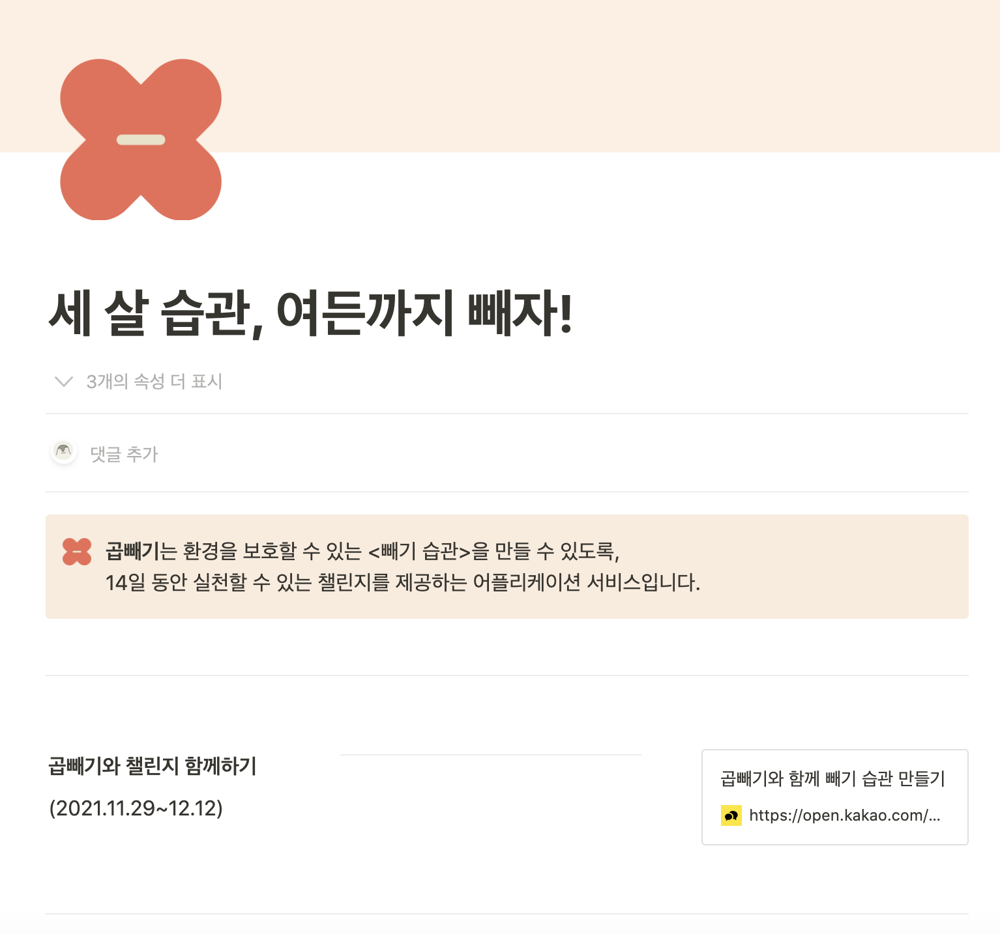 세 살 습관, 여든까지 빼자!
3개의 속성 더 표시
댓글 추가
곱빼기는 환경을 보호할 수 있는 <빼기 습관>을 만들 수 있도록,
14일 동안 실천할 수 있는 챌린지를 제공하는 어플리케이션 서비스입니다.
곱빼기와 챌린지 함께하기
(2021.11.29~12.12)
곱빼기와 함께 빼기 습관 만들기
https://open.kakao.com/...